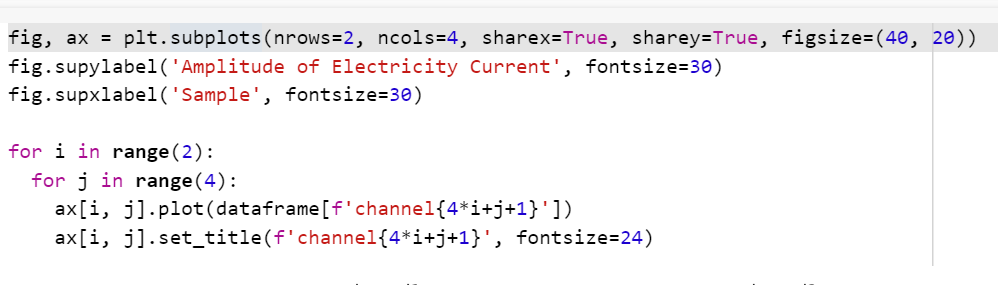 fig, ax = plt.subplots(nrows=2, ncols=4, sharex=True, sharey=True, figsize=(40, 20))
fig.supylabel('Amplitude of Electricity Current', fontsize=30)
fig.supxlabel('Sample', fontsize=30)
for i in range(2):
  for j in range(4):
    ax[i, j].plot(dataframe[f'channel{4*i+j+1}'])
    ax[i, j].set_title(f'channel{4*i+j+1}', fontsize=24)